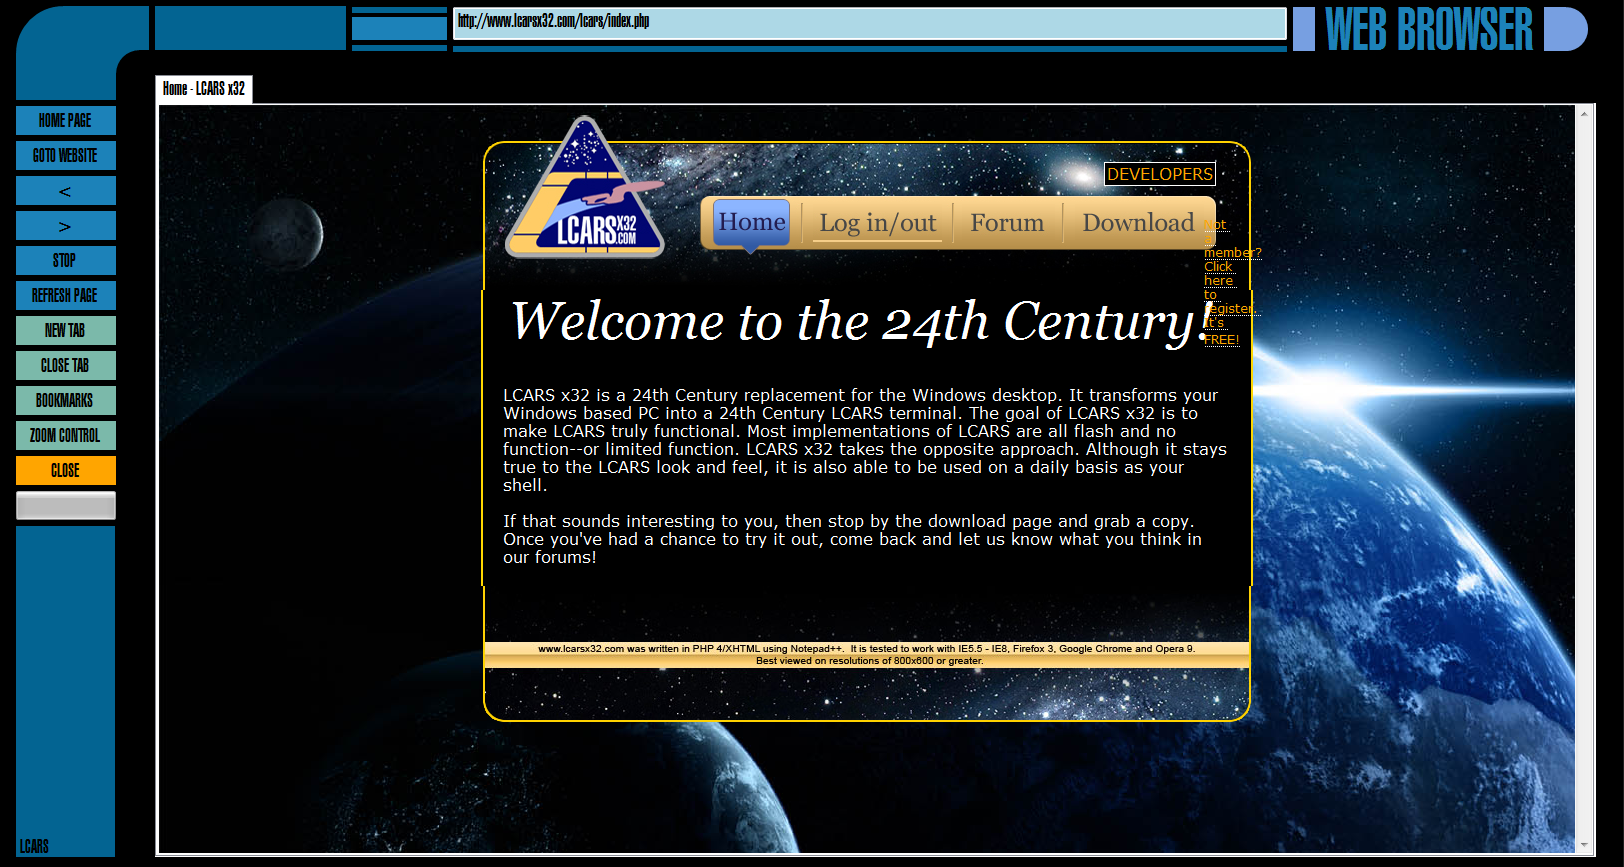 http://www.lcarsx32.com/lcars/index.php
WEB BROWSER
Home - LCARS x32
HOME PAGE
GOTO WEBSITE
<
>
STOP
REFRESH PAGE
NEW TAB
CLOSE TAB
BOOKMARKS
ZOOM CONTROL
CLOSE
LCARS
LCARS X32
.COM
DEVELOPERS
Home
Log in/out
Forum
Download
member?
Click
here
to
register.
It's
FREE!
Welcome to the 24th Century!
LCARS x32 is a 24th Century replacement for the Windows desktop. It transforms your
Windows based PC into a 24th Century LCARS terminal. The goal of LCARS x32 is to
make LCARS truly functional. Most implementations of LCARS are all flash and no
function--or limited function. LCARS x32 takes the opposite approach. Although it stays
true to the LCARS look and feel, it is also able to be used on a daily basis as your
shell.
If that sounds interesting to you, then stop by the download page and grab a copy.
Once you've had a chance to try it out, come back and let us know what you think in
our forums!
www.lcarsx32.com was written in PHP 4/XHTML using Notepad++. It is tested to work with IE5.5 - IE8, Firefox 3, Google Chrome and Opera 9.
Best viewed on resolutions of 800x600 or greater.